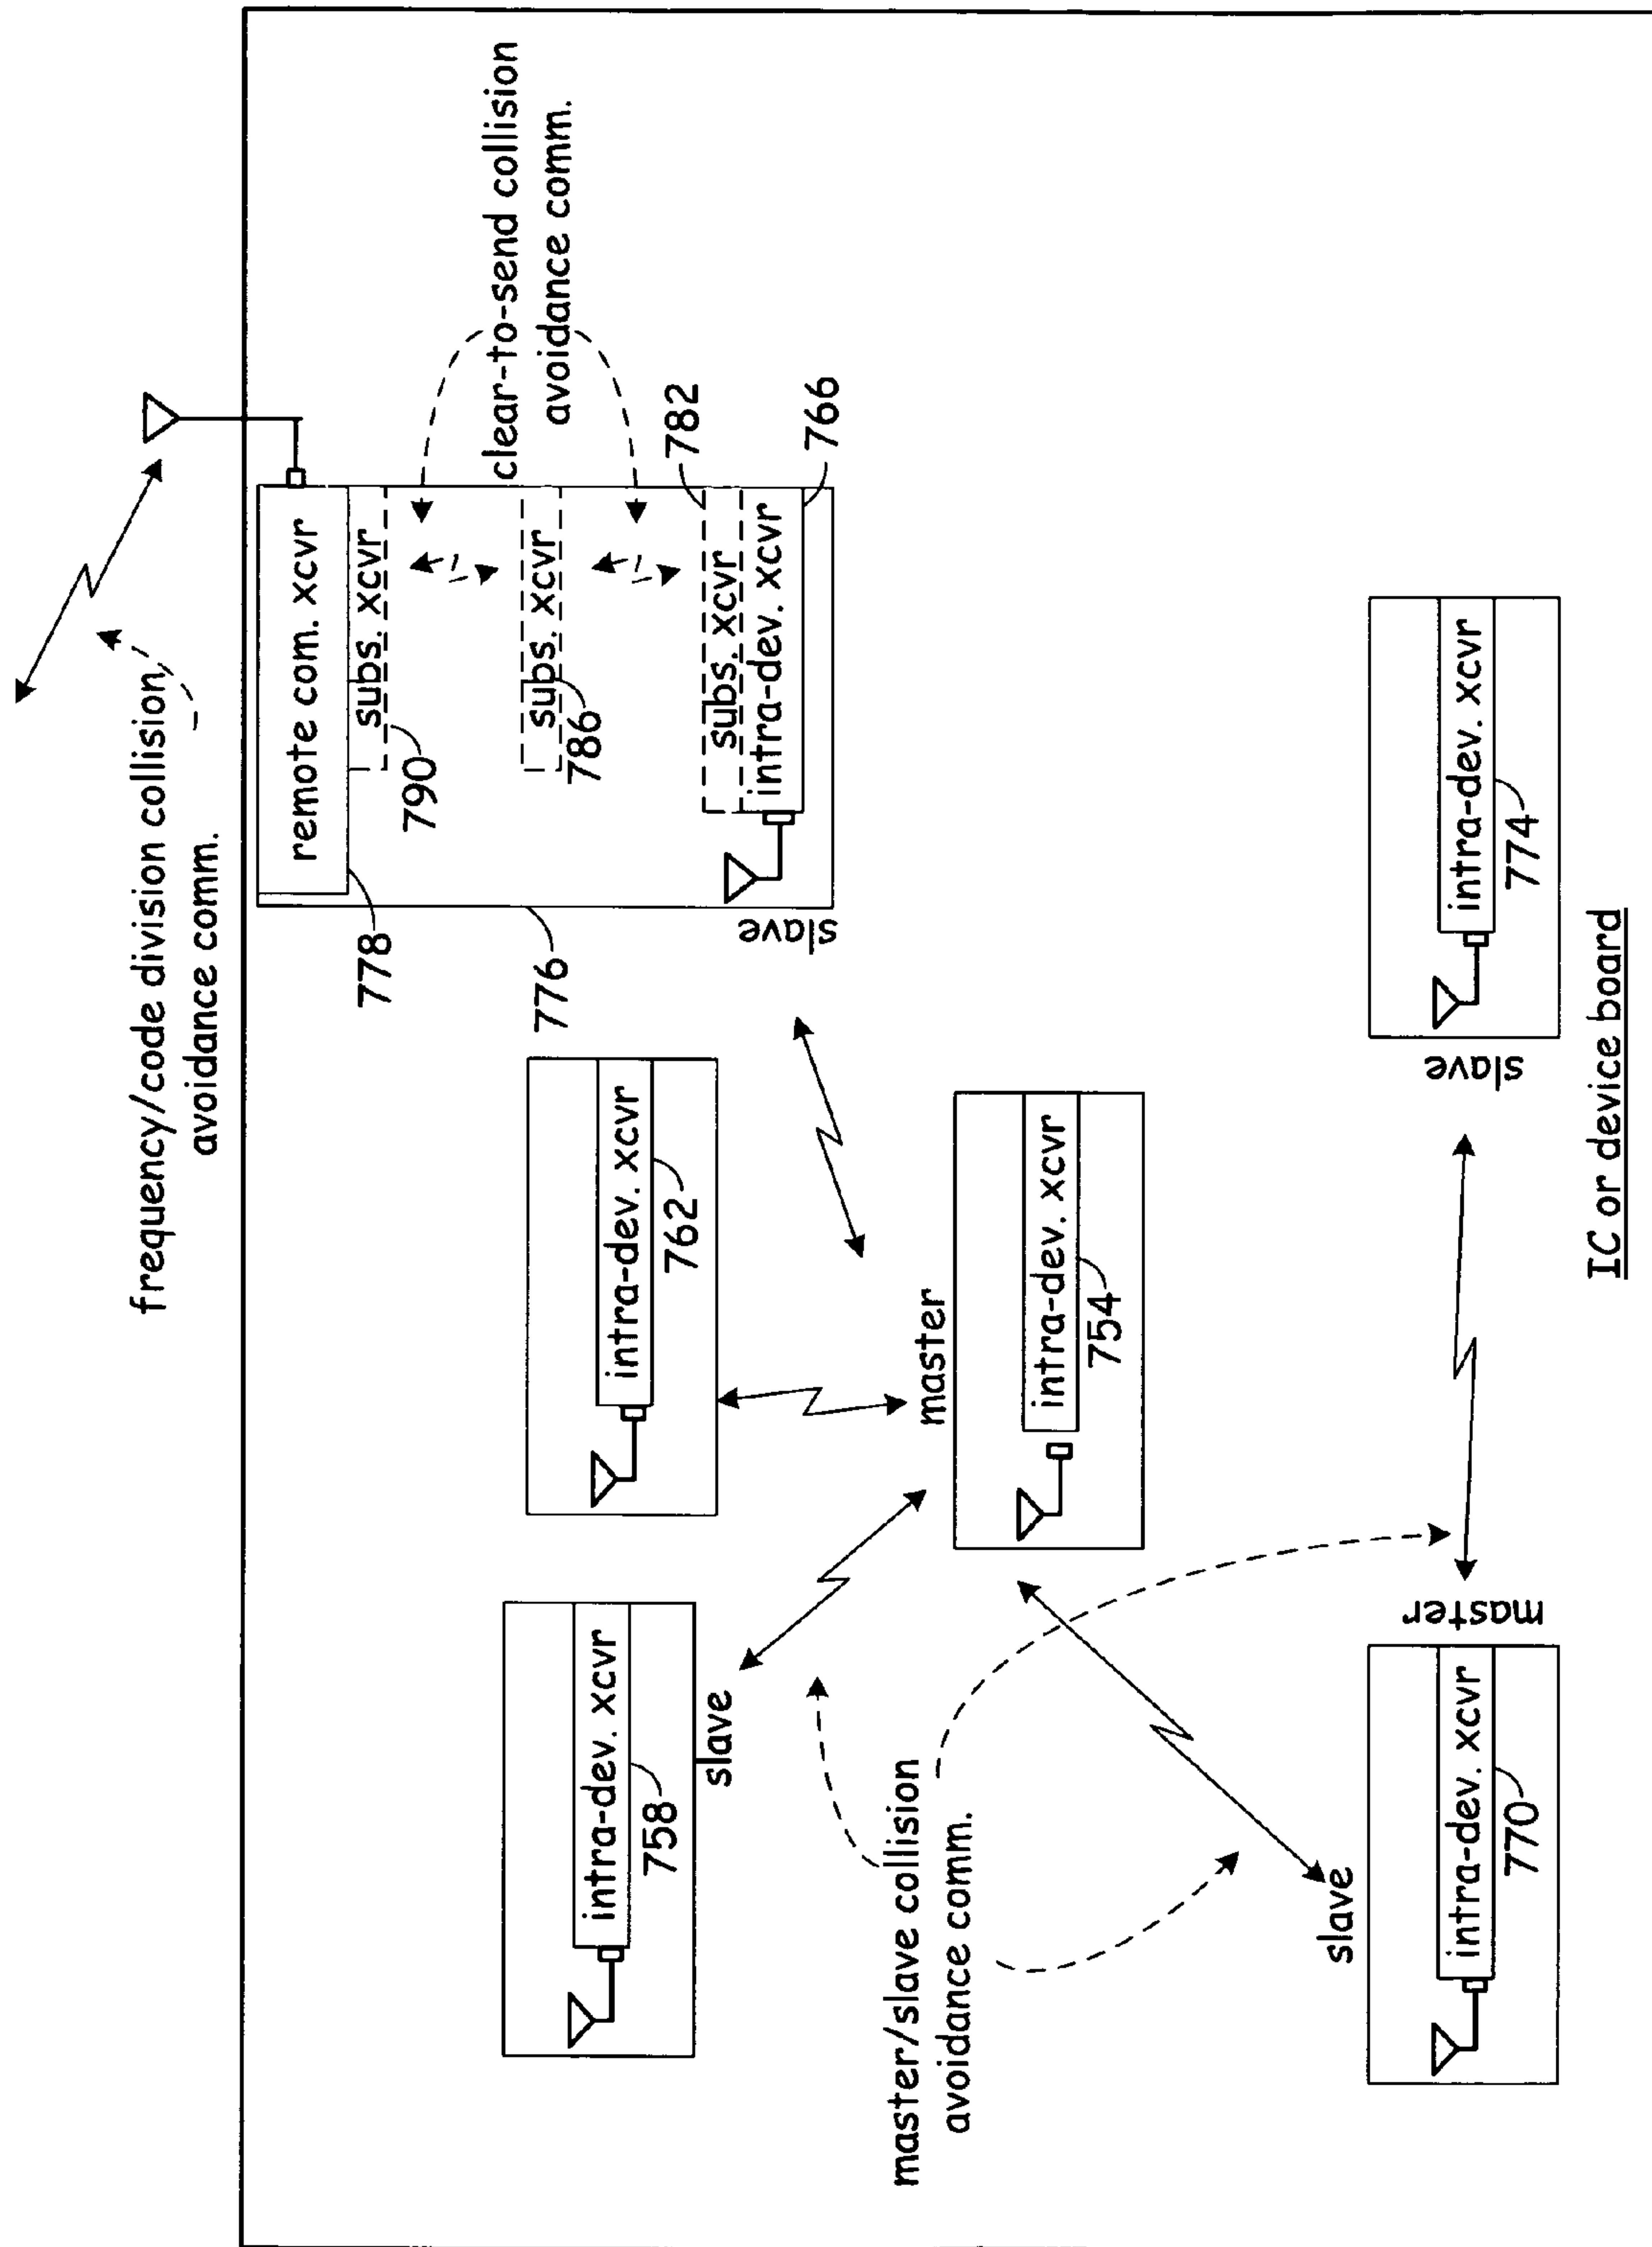 frequency/code division collision
avoidance comm.
remote com. xcvr
778
subs. xcvr
790
776
subs. xcvr
786
clear-to-send collision
avoidance comm.
subs. xcvr
782
intra-dev. xcvr
766
slave
intra-dev. xcvr
762
intra-dev. xcvr
758
slave
master
intra-dev. xcvr
754
master/slave collision
avoidance comm.
slave
intra-dev. xcvr
770
master
slave
intra-dev. xcvr
774
IC or device board